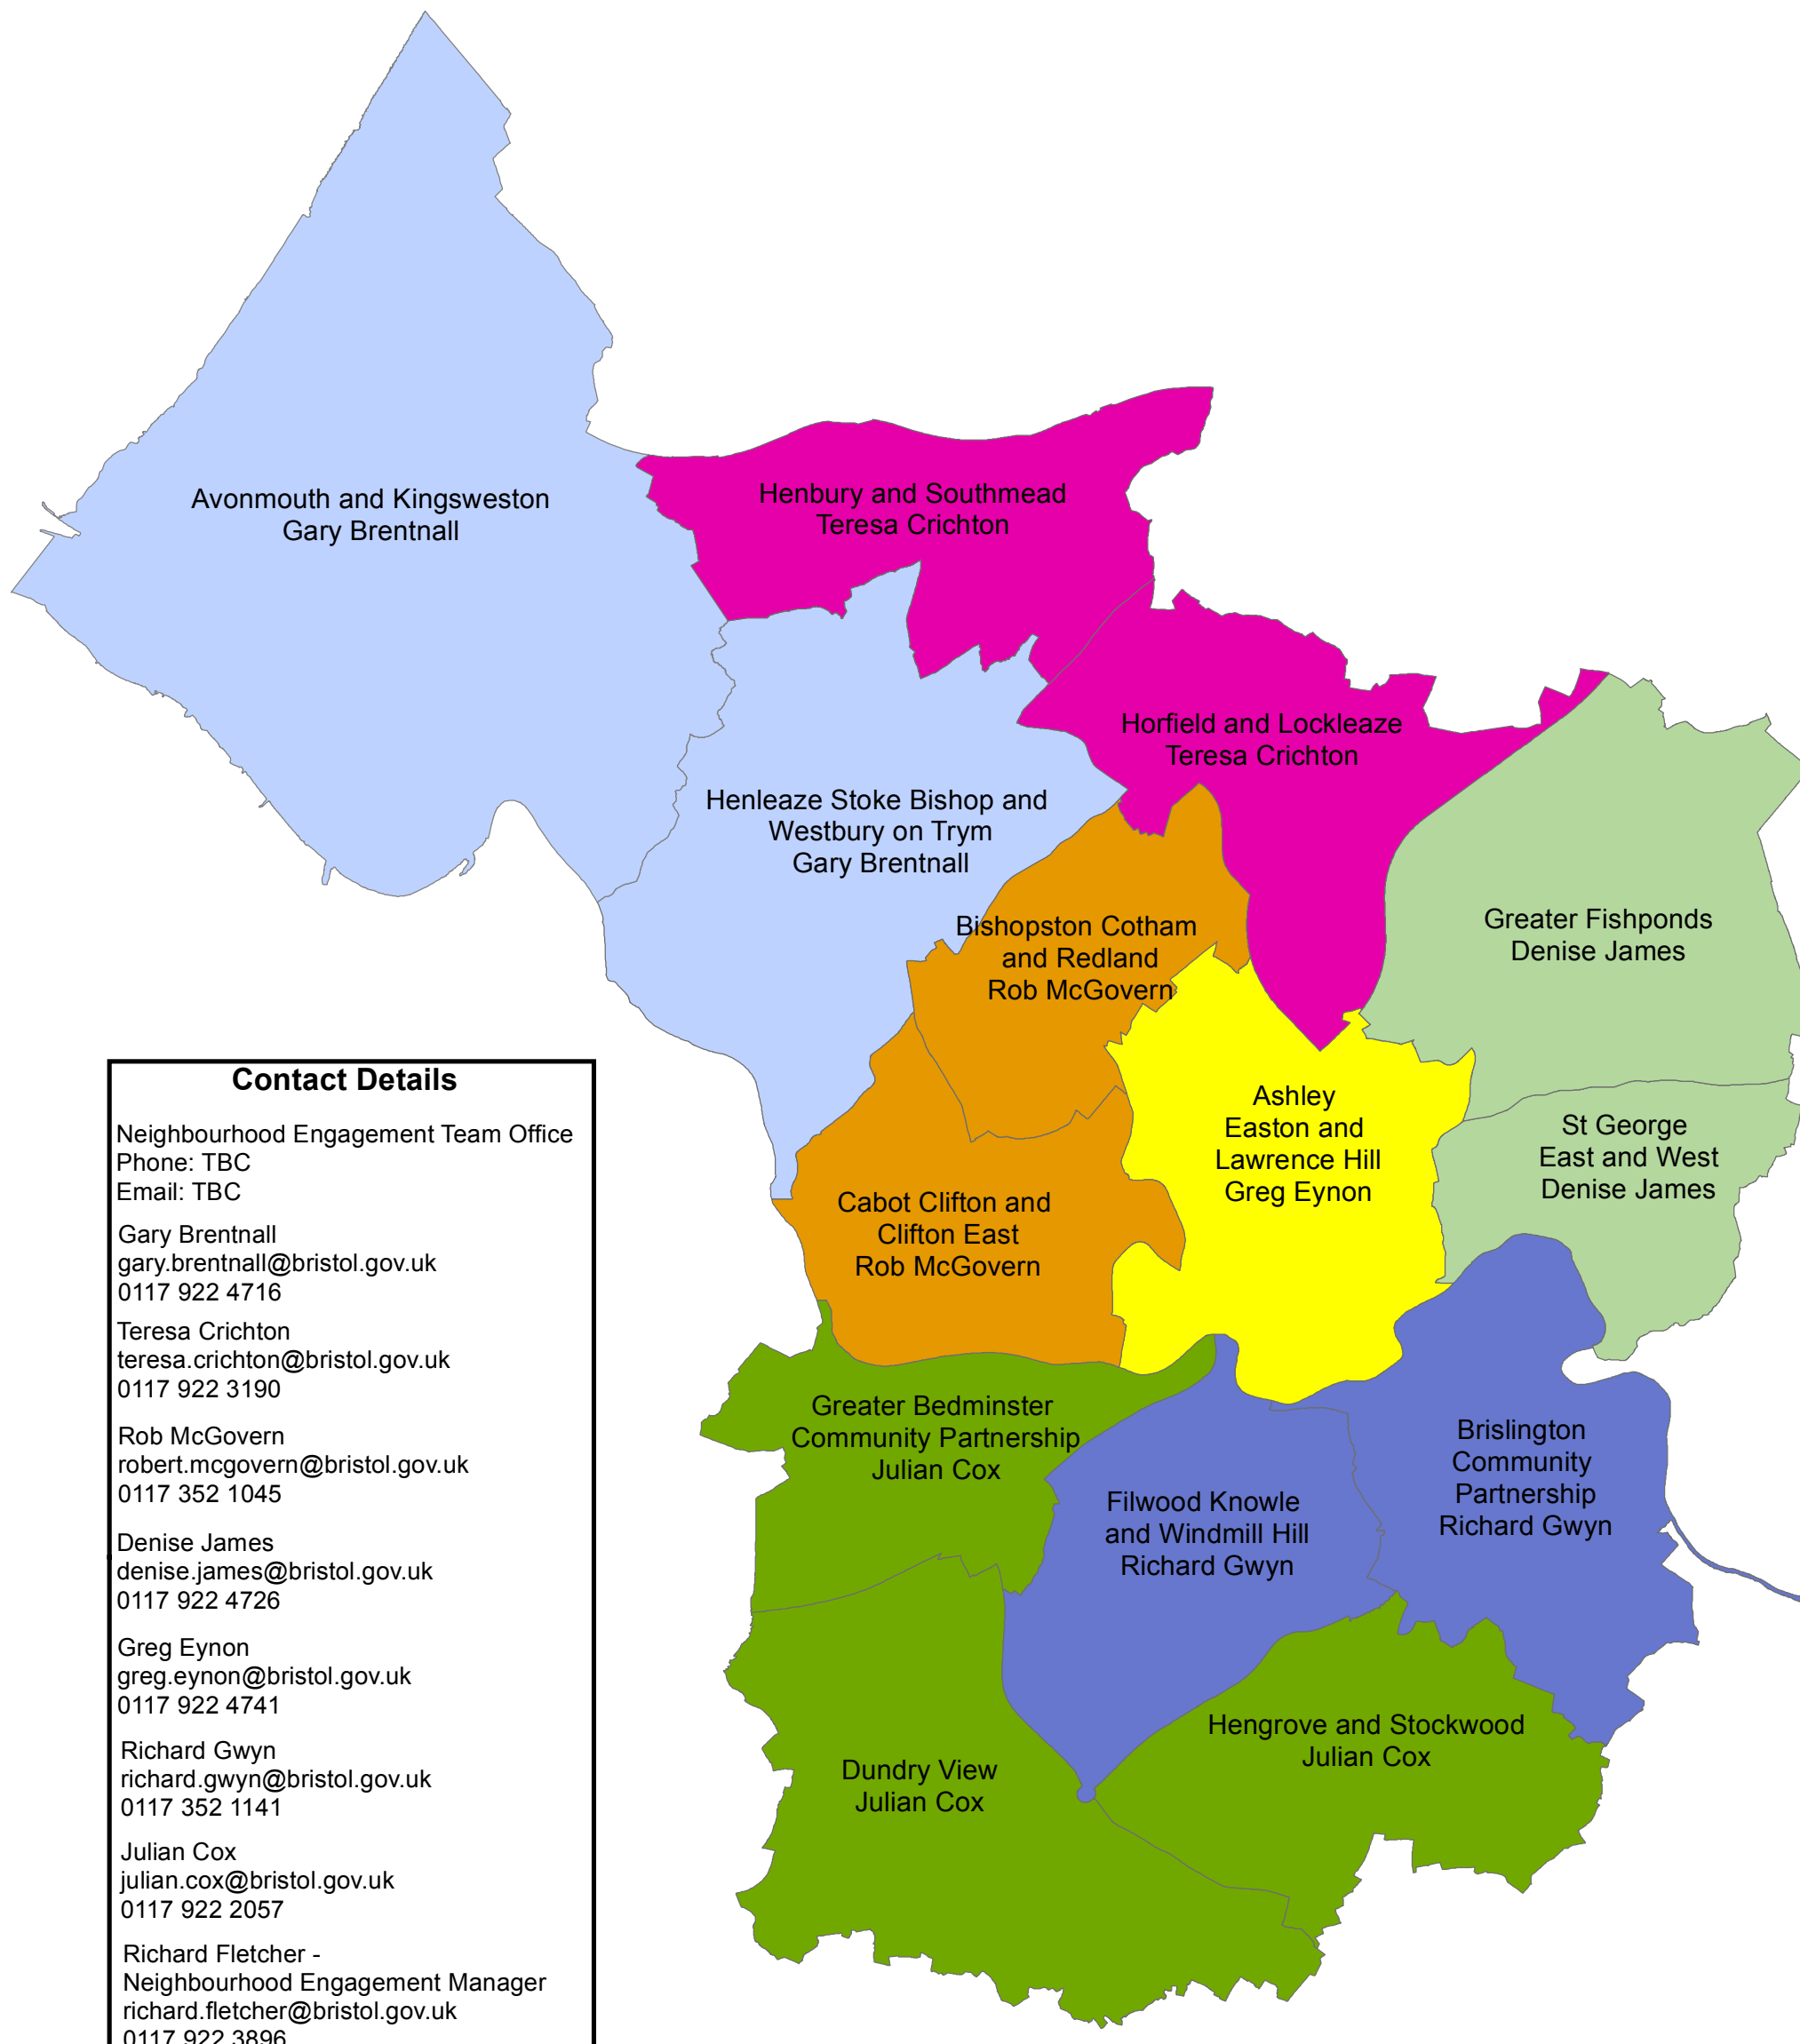 Avonmouth and Kingsweston
Gary Brentnall
Henbury and Southmead
Teresa Crichton
Horfield and Lockleaze
Teresa Crichton
Henleaze Stoke Bishop and
Westbury on Trym
Gary Brentnall
Bishopston Cotham
and Redland
Rob McGovern
Greater Fishponds
Denise James
Ashley
Easton and
Lawrence Hill
Greg Eynon
St George
East and West
Denise James
Cabot Clifton and
Clifton East
Rob McGovern
Greater Bedminster
Community Partnership
Julian Cox
Filwood Knowle
and Windmill Hill
Richard Gwyn
Brislington
Community
Partnership
Richard Gwyn
Hengrove and Stockwood
Julian Cox
Dundry View
Julian Cox
Contact Details
Neighbourhood Engagement Team Office
Phone: TBC
Email: TBC
Gary Brentnall
gary.brentnall@bristol.gov.uk
0117 922 4716
Teresa Crichton
teresa.crichton@bristol.gov.uk
0117 922 3190
Rob McGovern
robert.mcgovern@bristol.gov.uk
0117 352 1045
Denise James
denise.james@bristol.gov.uk
0117 922 4726
Greg Eynon
greg.eynon@bristol.gov.uk
0117 922 4741
Richard Gwyn
richard.gwyn@bristol.gov.uk
0117 352 1141
Julian Cox
julian.cox@bristol.gov.uk
0117 922 2057
Richard Fletcher -
Neighbourhood Engagement Manager
richard.fletcher@bristol.gov.uk
0117 922 3896